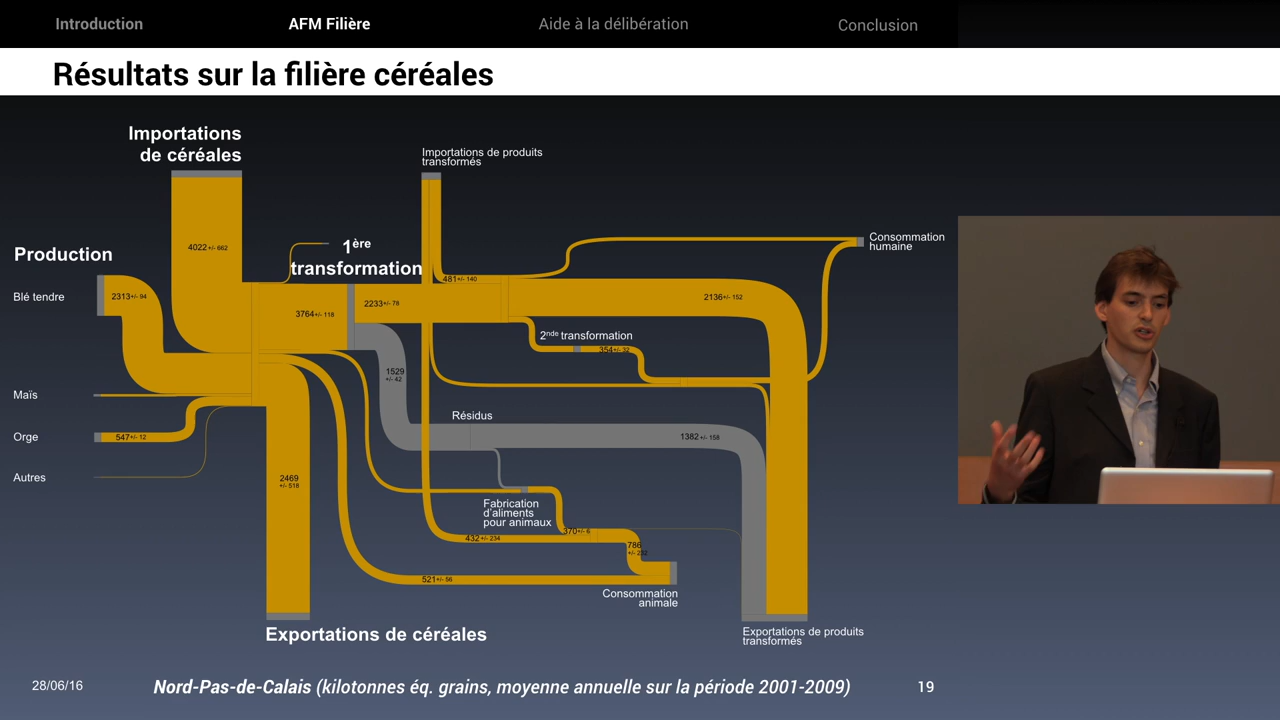 Introduction
AFM Filière
Aide à la délibération
Conclusion
Résultats sur la filière céréales
Importations
de céréales
Importations de produits
transformés
4022 +/- 662
Production
1ère
transformation
Consommation
humaine
481 +/- 140
Blé tendre
2313 +/- 94
3764 +/- 118
2233 +/- 78
2136 +/- 152
2nde transformation
354 +/- 32
1529
+/- 42
Maïs
Résidus
Orge
547 +/- 12
1382 +/- 158
Autres
2469
+/- 518
Fabrication
d'aliments
pour animaux
370 +/- 6
432 +/- 234
786
+/- 232
521 +/- 56
Consommation
animale
Exportations de céréales
Exportations de produits
transformés
28/06/16
Nord-Pas-de-Calais (kilotonnes éq. grains, moyenne annuelle sur la période 2001-2009)
19